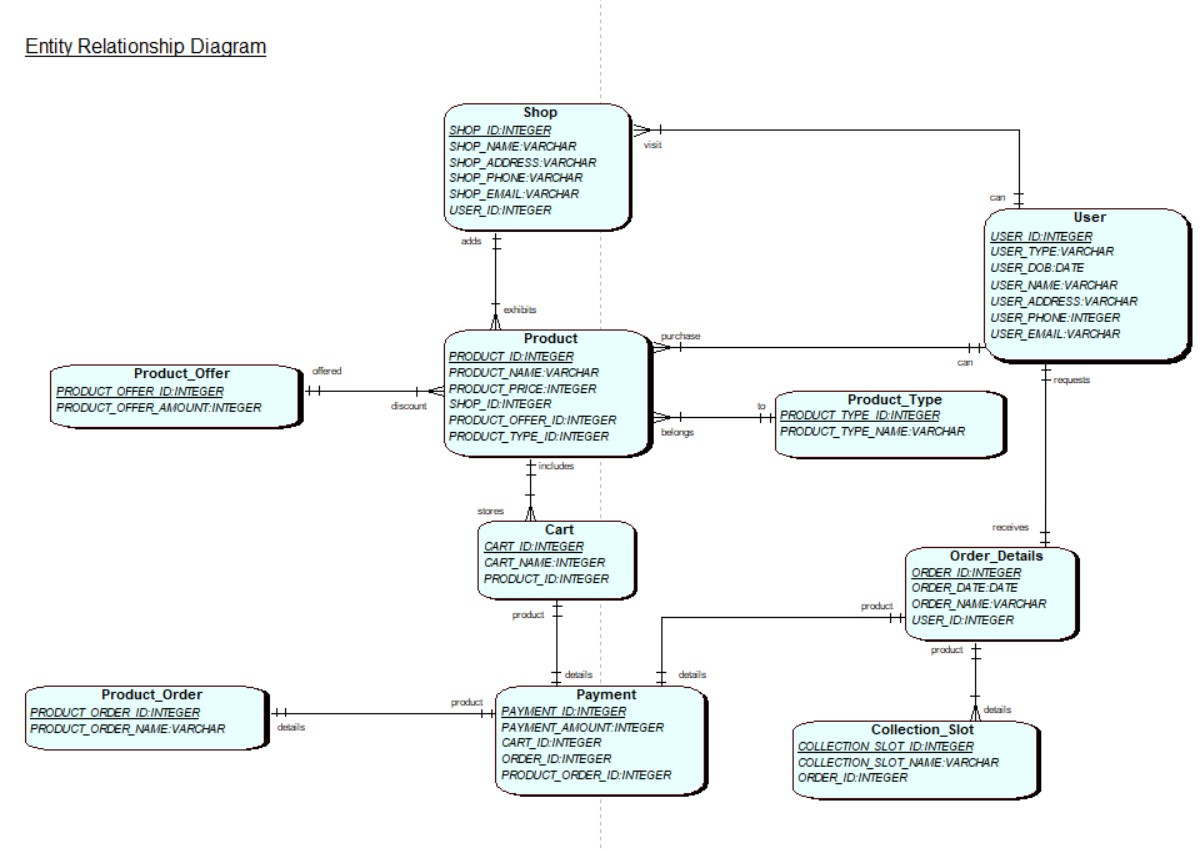 Entity Relationship Diagram
Shop
SHOP_ID:INTEGER
SHOP_NAME:VARCHAR
SHOP_ADDRESS:VARCHAR
SHOP_PHONE:VARCHAR
SHOP_EMAIL:VARCHAR
USER_ID:INTEGER
visit
can
User
USER_ID:INTEGER
USER_TYPE:VARCHAR
USER_DOB:DATE
USER_NAME:VARCHAR
USER_ADDRESS:VARCHAR
USER_PHONE:INTEGER
USER_EMAIL:VARCHAR
adds
exhibits
Product
PRODUCT_ID:INTEGER
PRODUCT_NAME:VARCHAR
PRODUCT_PRICE:INTEGER
SHOP_ID:INTEGER
PRODUCT_OFFER_ID:INTEGER
PRODUCT_TYPE_ID:INTEGER
purchase
can
Product_Offer
PRODUCT_OFFER_ID:INTEGER
PRODUCT_OFFER_AMOUNT:INTEGER
offered
discount
belongs
to
Product_Type
PRODUCT_TYPE_ID:INTEGER
PRODUCT_TYPE_NAME:VARCHAR
requests
receives
includes
stores
Cart
CART_ID:INTEGER
CART_NAME:INTEGER
PRODUCT_ID:INTEGER
Order_Details
ORDER_ID:INTEGER
ORDER_DATE:DATE
ORDER_NAME:VARCHAR
USER_ID:INTEGER
product
details
product
details
product
details
Product_Order
PRODUCT_ORDER_ID:INTEGER
PRODUCT_ORDER_NAME:VARCHAR
details
product
Payment
PAYMENT_ID:INTEGER
PAYMENT_AMOUNT:INTEGER
CART_ID:INTEGER
ORDER_ID:INTEGER
PRODUCT_ORDER_ID:INTEGER
Collection_Slot
COLLECTION_SLOT_ID:INTEGER
COLLECTION_SLOT_NAME:VARCHAR
ORDER_ID:INTEGER